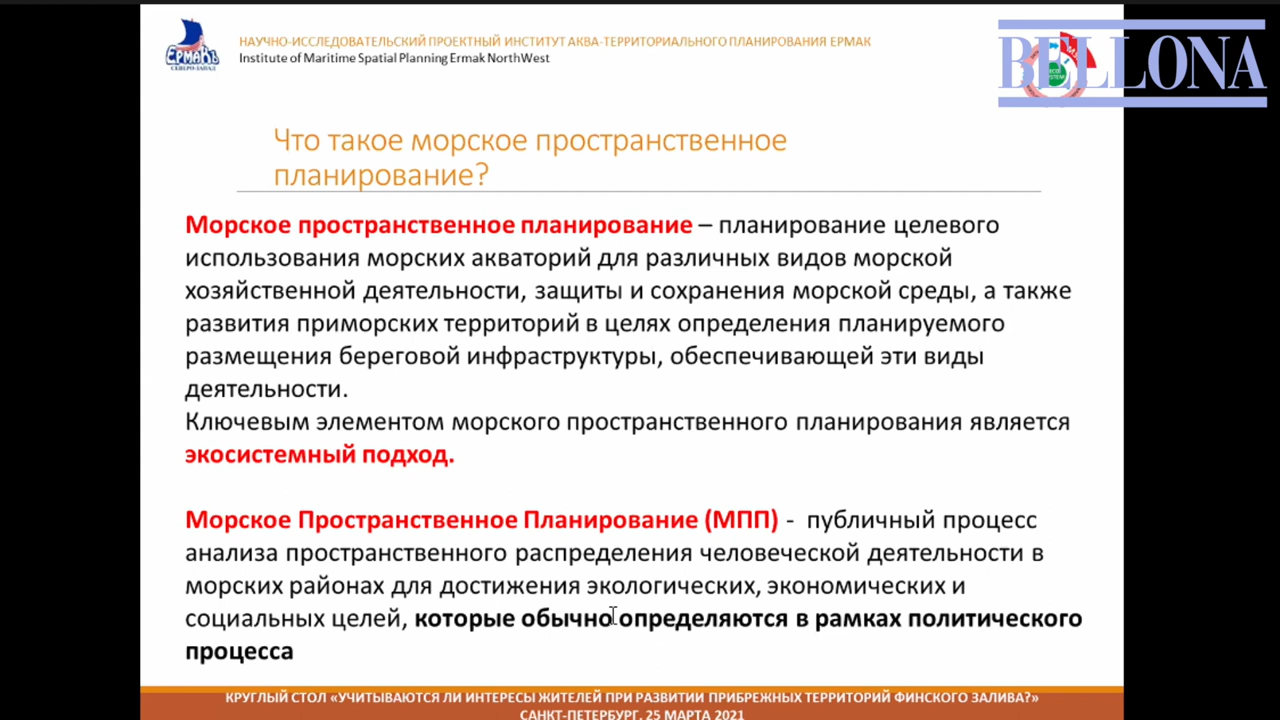 ЕРМАКЪ
СЕВЕРО-ЗАПАД
НАУЧНО-ИССЛЕДОВАТЕЛЬСКИЙ ПРОЕКТНЫЙ ИНСТИТУТ АКВА-ТЕРРИТОРИАЛЬНОГО ПЛАНИРОВАНИЯ ЕРМАК
Institute of Maritime Spatial Planning Ermak NorthWest
BELLONA
Что такое морское пространственное
планирование?
Морское пространственное планирование – планирование целевого
использования морских акваторий для различных видов морской
хозяйственной деятельности, защиты и сохранения морской среды, а также
развития приморских территорий в целях определения планируемого
размещения береговой инфраструктуры, обеспечивающей эти виды
деятельности.
Ключевым элементом морского пространственного планирования является
экосистемный подход.
Морское Пространственное Планирование (МПП) - публичный процесс
анализа пространственного распределения человеческой деятельности в
морских районах для достижения экологических, экономических и
социальных целей, которые обычно определяются в рамках политического
процесса
КРУГЛЫЙ СТОЛ «УЧИТЫВАЮТСЯ ЛИ ИНТЕРЕСЫ ЖИТЕЛЕЙ ПРИ РАЗВИТИИ ПРИБРЕЖНЫХ ТЕРРИТОРИЙ ФИНСКОГО ЗАЛИВА?»
САНКТ-ПЕТЕРБУРГ, 25 МАРТА 2021